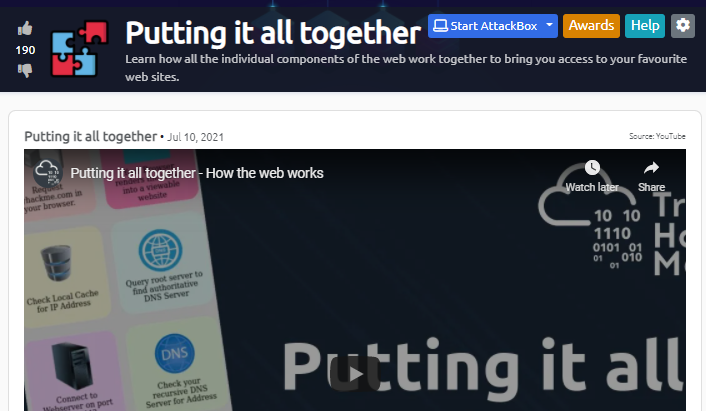 Putting it all together
Start AttackBox
Awards
Help
190
Learn how all the individual components of the web work together to bring you access to your favourite
web sites.
Putting it all together • Jul 10, 2021
Source: YouTube
Putting it all together - How the web works
Watch later
Share
Request
hackme.com in
your browser.
into a viewable
website
Check Local Cache
for IP Address
DNS
Query root server to
find authoritative
DNS Server
Connect to
Webserver on port
DNS
Check your
recursive DNS
Server for Address
10 10
1110
0101 01
01 010
01
Tr
Ha
Me
Putting it all